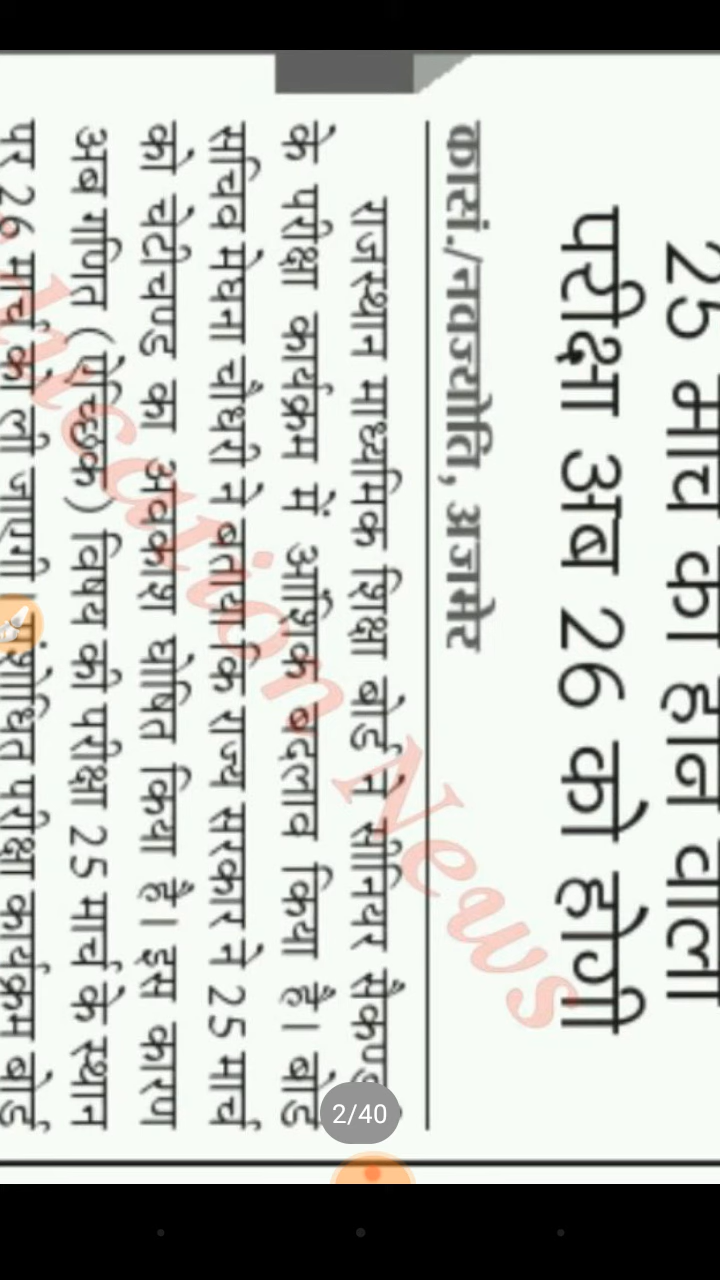 25 मार्च को होने वाली
परीक्षा अब 26 को होगी
कासं./नवज्योति, अजमेर
राजस्थान माध्यमिक शिक्षा बोर्ड ने सीनियर सैकण्ड
के परीक्षा कार्यक्रम में आंशिक बदलाव किया है। बोर्ड
सचिव मेघना चौधरी ने बताया कि राज्य सरकार ने 25 मार्च
को चेटीचण्ड का अवकाश घोषित किया है। इस कारण
अब गणित (ऐच्छिक) विषय की परीक्षा 25 मार्च के स्थान
पर 26 मार्च को ली जाएगी। संशोधित परीक्षा कार्यक्रम बोर्ड
ducation News
2/40